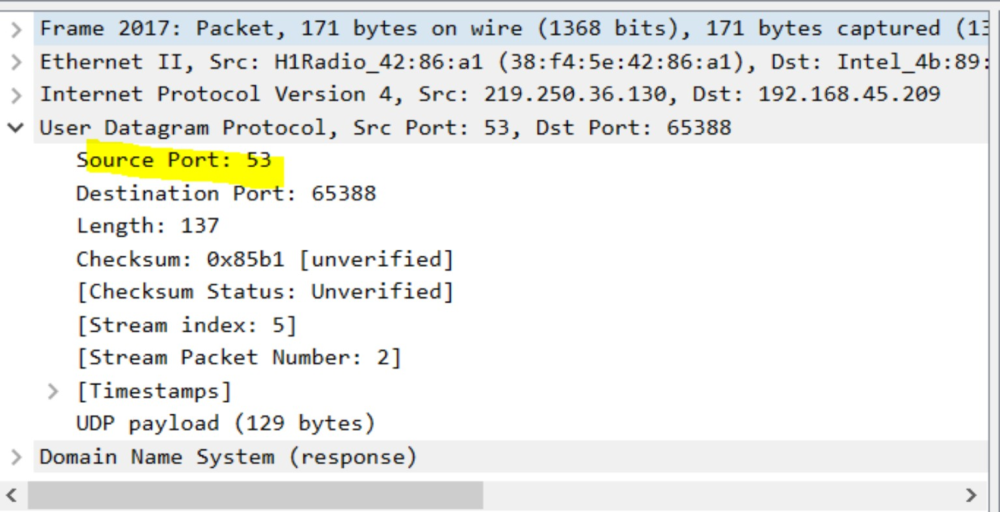 Frame 2017: Packet, 171 bytes on wire (1368 bits), 171 bytes captured (13
Ethernet II, Src: H1Radio_42:86:a1 (38:f4:5e:42:86:a1), Dst: Intel_4b:89:
Internet Protocol Version 4, Src: 219.250.36.130, Dst: 192.168.45.209
User Datagram Protocol, Src Port: 53, Dst Port: 65388
Source Port: 53
Destination Port: 65388
Length: 137
Checksum: 0x85b1 [unverified]
[Checksum Status: Unverified]
[Stream index: 5]
[Stream Packet Number: 2]
[Timestamps]
UDP payload (129 bytes)
Domain Name System (response)